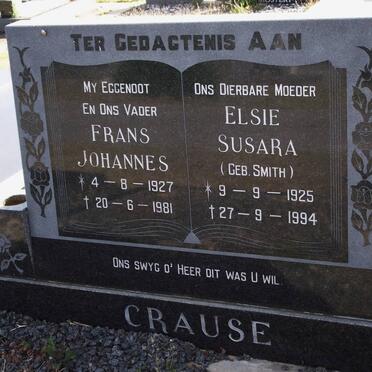 TER GEDAGTENIS AAN
MY EGGENOOT
EN ONS VADER
FRANS
JOHANNES
* 4 – 8 – 1927
† 20 – 6 – 1981
ONS DIERBARE MOEDER
ELSIE
SUSARA
(GEB. SMITH)
* 9 – 9 – 1925
† 27 – 9 – 1994
ONS SWYG O' HEER DIT WAS U WIL
CRAUSE